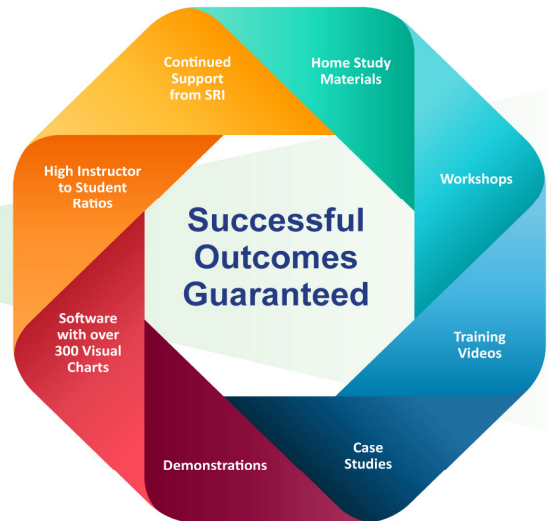 Continued
Support
from SRI
Home Study
Materials
High Instructor
to Student
Ratios
Workshops
Successful
Outcomes
Guaranteed
Software
with over
300 Visual
Charts
Training
Videos
Demonstrations
Case
Studies